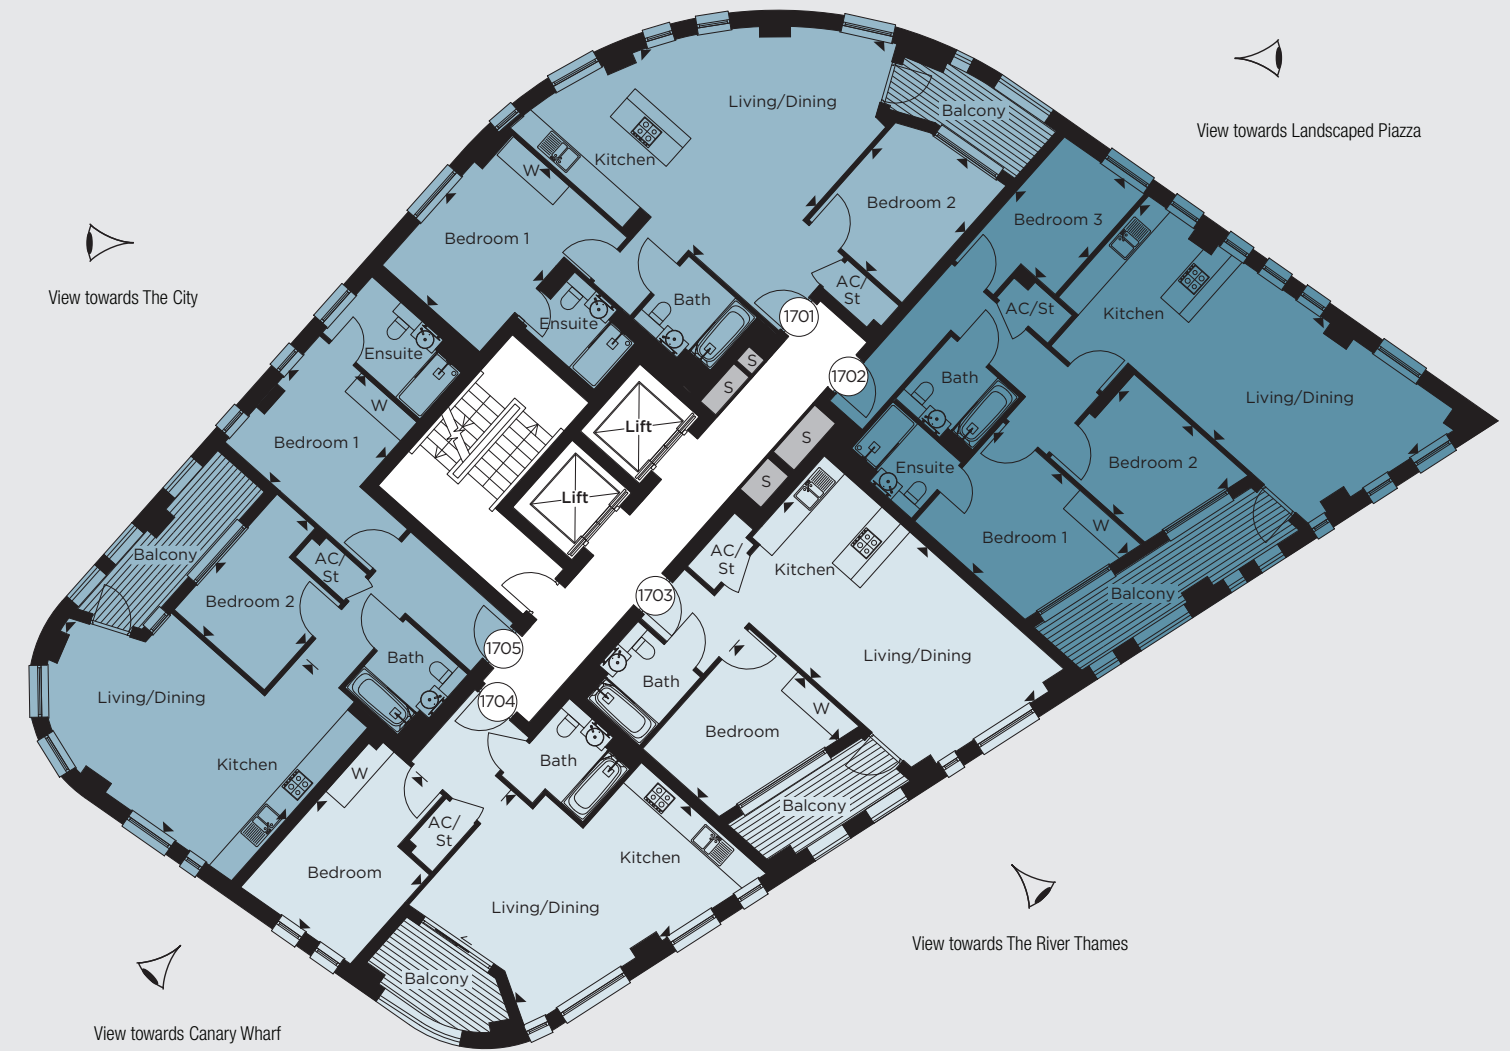 Living/Dining
Balcony
View towards Landscaped Piazza
Kitchen
W
Bedroom 2
Bedroom 3
Bedroom 1
View towards The City
AC/
St
Bath
Ensuite
1701
AC/St
Kitchen
Ensuite
S
S
1702
Bath
Living/Dining
W
Lift
Bedroom 1
S
Bedroom 2
Ensuite
S
Lift
W
Bedroom 1
Balcony
AC/
St
AC/
St
Kitchen
Balcony
Bedroom 2
1703
1705
Bath
Living/Dining
Bath
Living/Dining
1704
W
Bedroom
Bath
Kitchen
W
Balcony
AC/
St
Kitchen
Bedroom
Living/Dining
View towards The River Thames
Balcony
View towards Canary Wharf